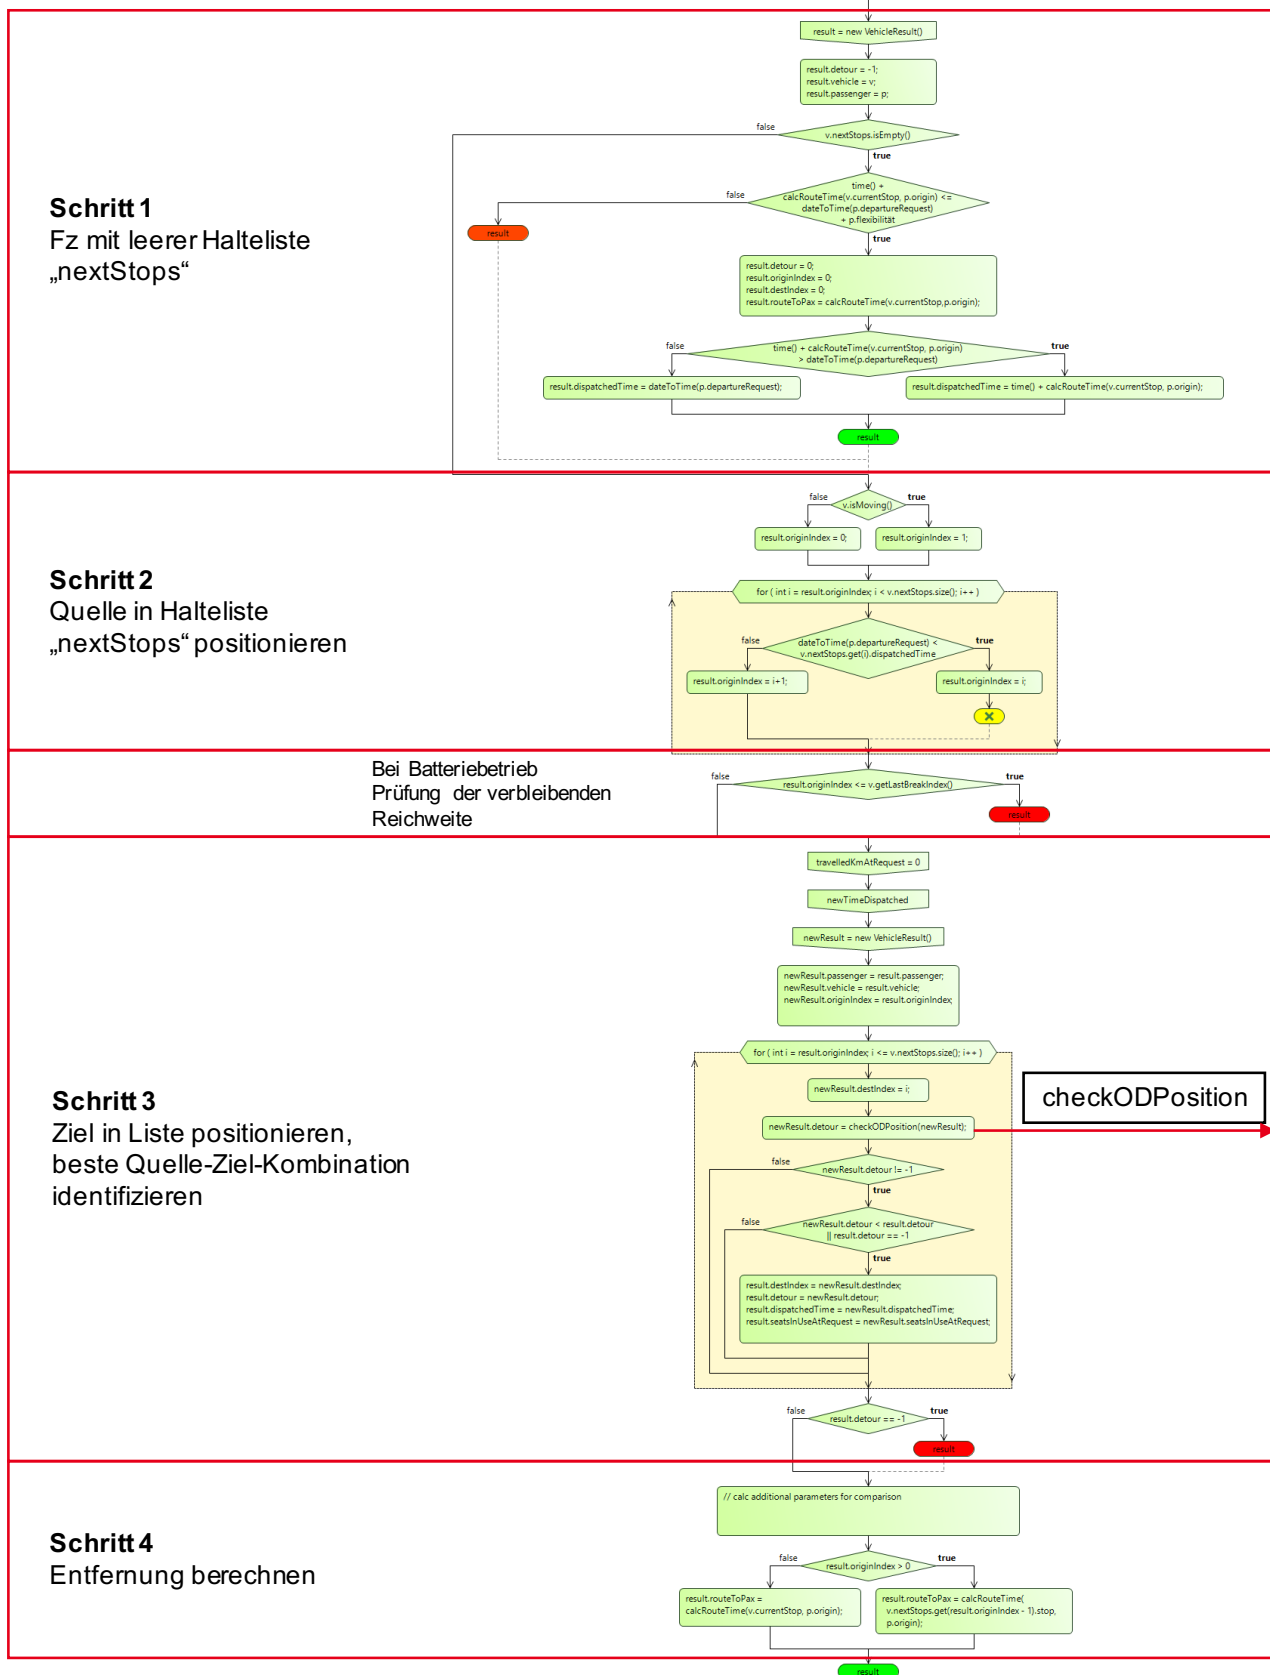 result = new VehicleResult()
result.detour = -1;
result.vehicle = v;
result.passenger = p;
false
v.nextStops.isEmpty()
true
Schritt 1
Fz mit leerer Halteliste
„nextStops“
false
time() +
calcRouteTime(v.currentStop, p.origin) <=
dateToTime(p.departureRequest)
+ p.flexibilität
true
result
result.detour = 0;
result.originIndex = 0;
result.destIndex = 0;
result.routeToPax = calcRouteTime(v.currentStop,p.origin);
false
time() + calcRouteTime(v.currentStop, p.origin)
> dateToTime(p.departureRequest)
true
result.dispatchedTime = dateToTime(p.departureRequest);
result.dispatchedTime = time() + calcRouteTime(v.currentStop, p.origin);
result
Schritt 2
Quelle in Halteliste
„nextStops“ positionieren
false
v.isMoving()
true
result.originIndex = 0;
result.originIndex = 1;
for ( int i = result.originIndex; i < v.nextStops.size(); i++ )
false
dateToTime(p.departureRequest) <
v.nextStops.get(i).dispatchedTime
true
result.originIndex = i+1;
result.originIndex = i;
Bei Batteriebetrieb
Prüfung der verbleibenden
Reichweite
false
result.originIndex <= v.getLastBreakIndex()
true
result
travelledKmAtRequest = 0
newTimeDispatched
newResult = new VehicleResult()
newResult.passenger = result.passenger;
newResult.vehicle = result.vehicle;
newResult.originIndex = result.originIndex;
Schritt 3
Ziel in Liste positionieren,
beste Quelle-Ziel-Kombination
identifizieren
for ( int i = result.originIndex; i <= v.nextStops.size(); i++ )
newResult.destIndex = i;
newResult.detour = checkODPosition(newResult);
checkODPosition
false
newResult.detour != -1
true
false
newResult.detour < result.detour
|| result.detour == -1
true
result.destIndex = newResult.destIndex;
result.detour = newResult.detour;
result.dispatchedTime = newResult.dispatchedTime;
result.seatsInUseAtRequest = newResult.seatsInUseAtRequest;
false
result.detour == -1
true
result
Schritt 4
Entfernung berechnen
// calc additional parameters for comparison
false
result.originIndex > 0
true
result.routeToPax =
calcRouteTime(v.currentStop, p.origin);
result.routeToPax = calcRouteTime(
v.nextStops.get(result.originIndex - 1).stop,
p.origin);
result